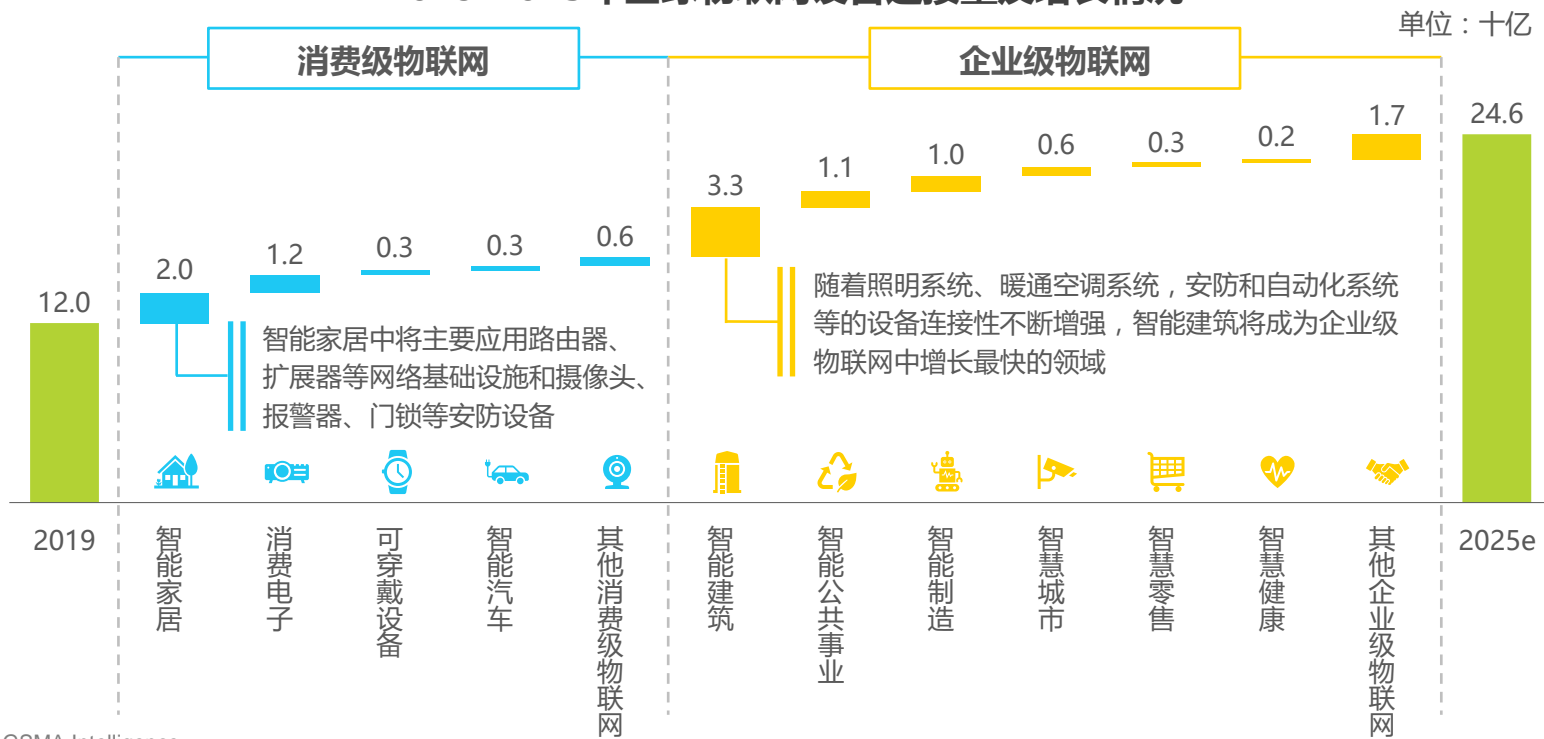 单位：十亿
消费级物联网
企业级物联网
12.0
2.0
1.2
0.3
0.3
0.6
3.3
1.1
1.0
0.6
0.3
0.2
1.7
24.6
智能家居中将主要应用路由器、
扩展器等网络基础设施和摄像头、
报警器、门锁等安防设备
随着照明系统、暖通空调系统，安防和自动化系统
等的设备连接性不断增强，智能建筑将成为企业级
物联网中增长最快的领域
2019
智能家居
消费电子
可穿戴设备
智能汽车
其他消费级物联网
智能建筑
智能公共事业
智能制造
智慧城市
智慧零售
智慧健康
其他企业级物联网
2025e